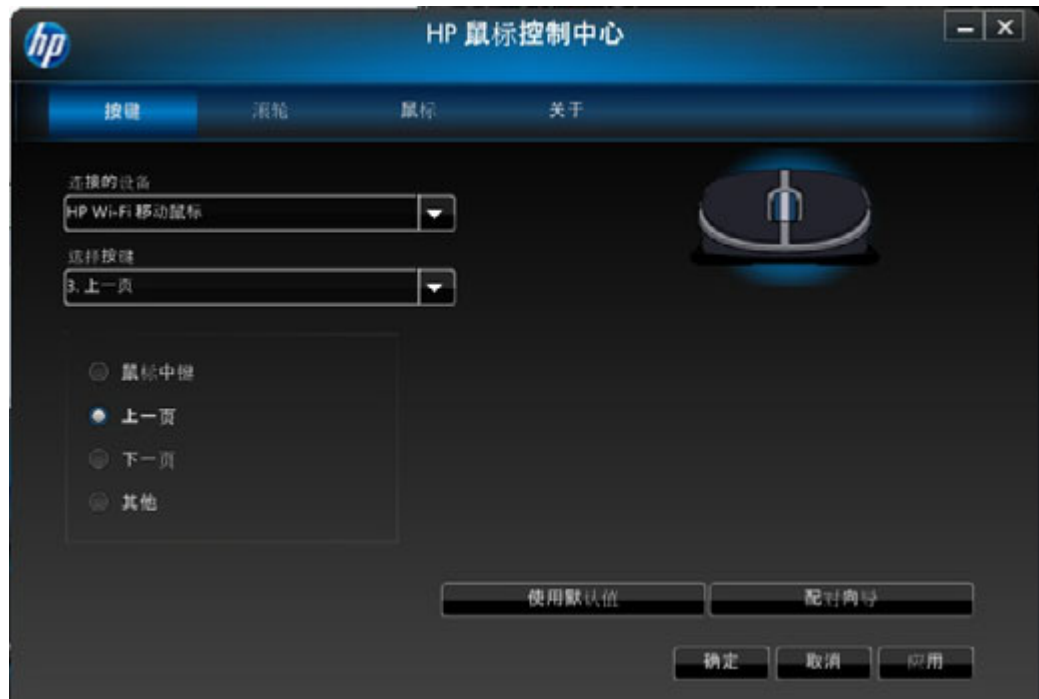 hp
HP 鼠标控制中心
按键 滚轮 鼠标 关于
连接的设备
HP Wi-Fi 移动鼠标
选择按键
3. 上一页
鼠标中键
上一页
下一页
其他
使用默认值 配对向导
确定 取消 应用